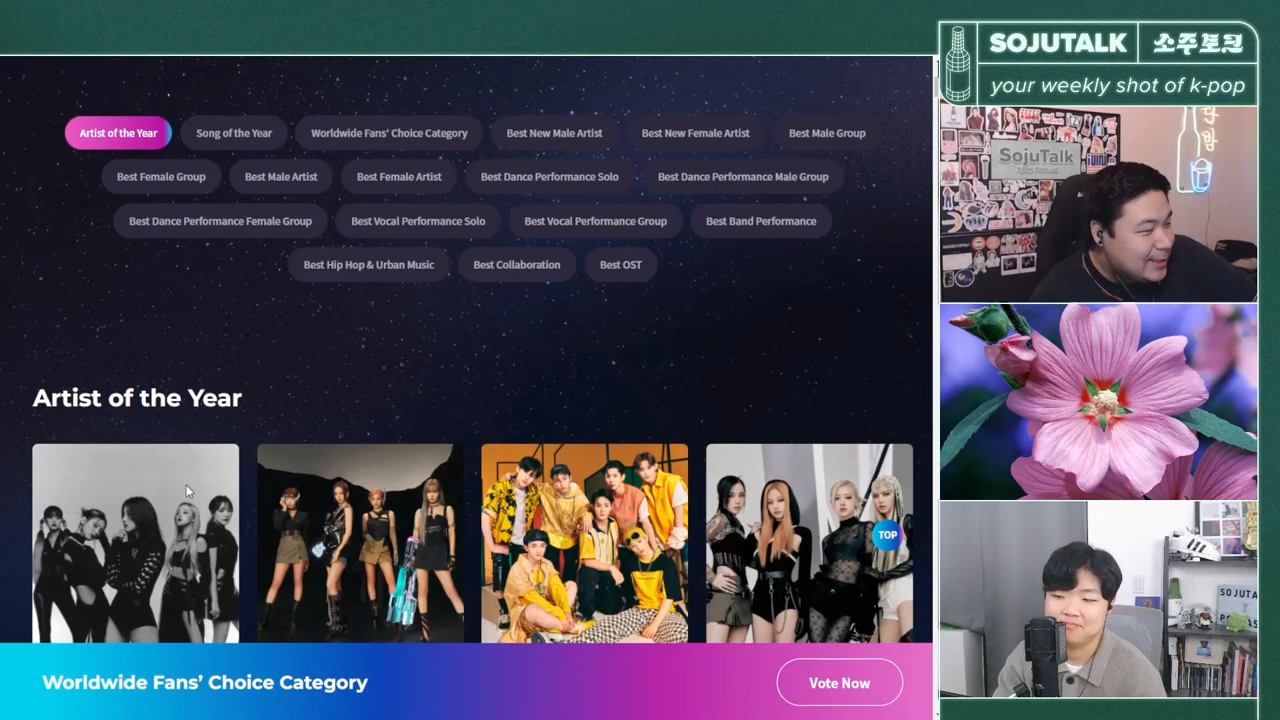 SOJUTALK
소주토크
your weekly shot of k-pop
Artist of the Year
Song of the Year
Worldwide Fans' Choice Category
Best New Male Artist
Best New Female Artist
Best Male Group
Best Female Group
Best Male Artist
Best Female Artist
Best Dance Performance Solo
Best Dance Performance Male Group
Best Dance Performance Female Group
Best Vocal Performance Solo
Best Vocal Performance Group
Best Band Performance
Best Hip Hop & Urban Music
Best Collaboration
Best OST
Artist of the Year
TOP
Worldwide Fans’ Choice Category
Vote Now
SojuTalk